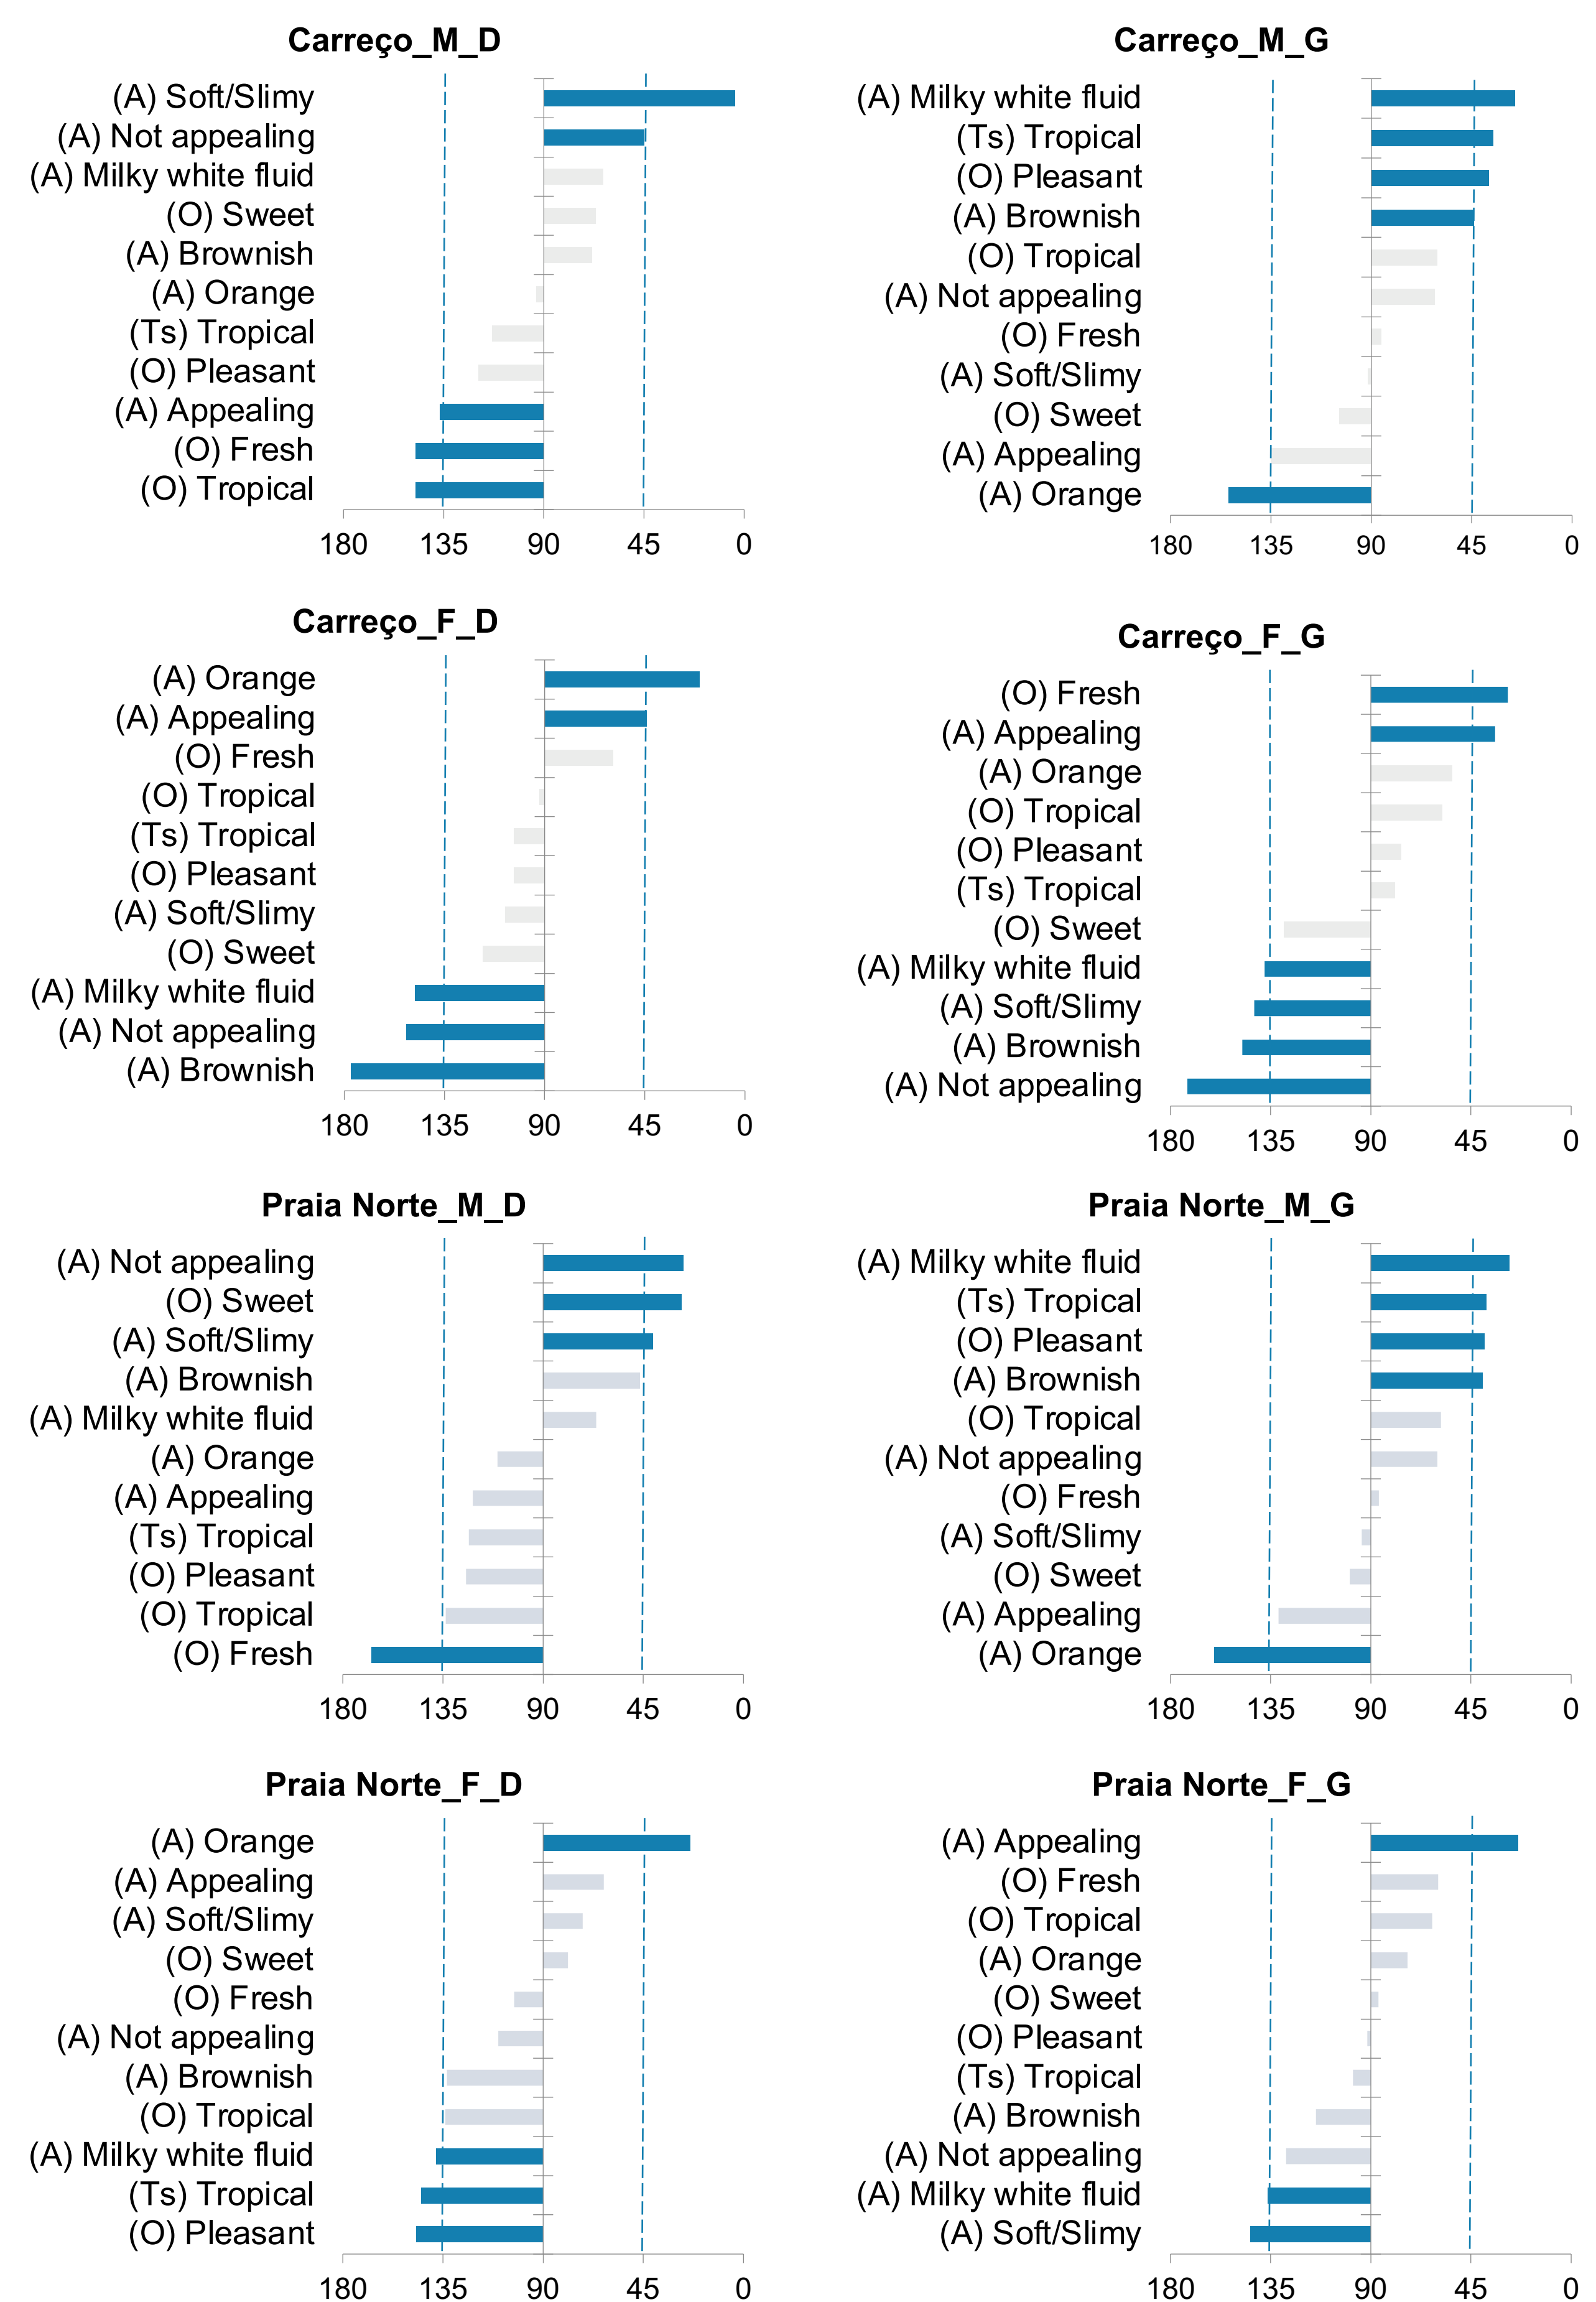 Carreço_M_D
(A) Soft/Slimy
(A) Not appealing
(A) Milky white fluid
(O) Sweet
(A) Brownish
(A) Orange
(Ts) Tropical
(O) Pleasant
(A) Appealing
(O) Fresh
(O) Tropical
180 135 90 45 0
Carreço_M_G
(A) Milky white fluid
(Ts) Tropical
(O) Pleasant
(A) Brownish
(O) Tropical
(A) Not appealing
(O) Fresh
(A) Soft/Slimy
(O) Sweet
(A) Appealing
(A) Orange
180 135 90 45 0
Carreço_F_D
(A) Orange
(A) Appealing
(O) Fresh
(O) Tropical
(Ts) Tropical
(O) Pleasant
(A) Soft/Slimy
(O) Sweet
(A) Milky white fluid
(A) Not appealing
(A) Brownish
180 135 90 45 0
Carreço_F_G
(O) Fresh
(A) Appealing
(A) Orange
(O) Tropical
(O) Pleasant
(Ts) Tropical
(O) Sweet
(A) Milky white fluid
(A) Soft/Slimy
(A) Brownish
(A) Not appealing
180 135 90 45 0
Praia Norte_M_D
(A) Not appealing
(O) Sweet
(A) Soft/Slimy
(A) Brownish
(A) Milky white fluid
(A) Orange
(A) Appealing
(Ts) Tropical
(O) Pleasant
(O) Tropical
(O) Fresh
180 135 90 45 0
Praia Norte_M_G
(A) Milky white fluid
(Ts) Tropical
(O) Pleasant
(A) Brownish
(O) Tropical
(A) Not appealing
(O) Fresh
(A) Soft/Slimy
(O) Sweet
(A) Appealing
(A) Orange
180 135 90 45 0
Praia Norte_F_D
(A) Orange
(A) Appealing
(A) Soft/Slimy
(O) Sweet
(O) Fresh
(A) Not appealing
(A) Brownish
(O) Tropical
(A) Milky white fluid
(Ts) Tropical
(O) Pleasant
180 135 90 45 0
Praia Norte_F_G
(A) Appealing
(O) Fresh
(O) Tropical
(A) Orange
(O) Sweet
(O) Pleasant
(Ts) Tropical
(A) Brownish
(A) Not appealing
(A) Milky white fluid
(A) Soft/Slimy
180 135 90 45 0